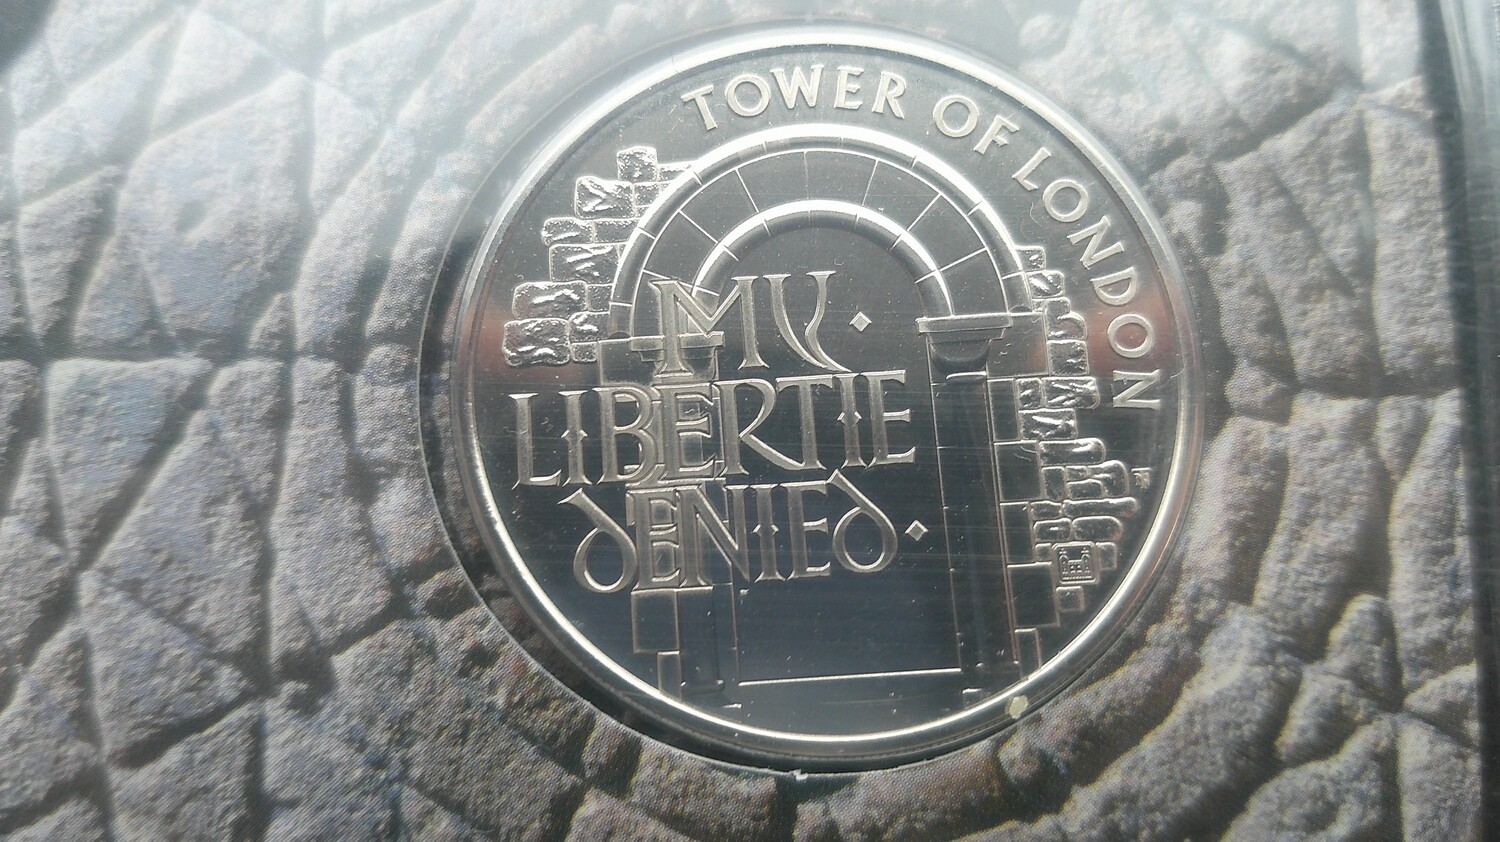 TOWER OF LONDON
MY·
LIBERTIE
DENIED·